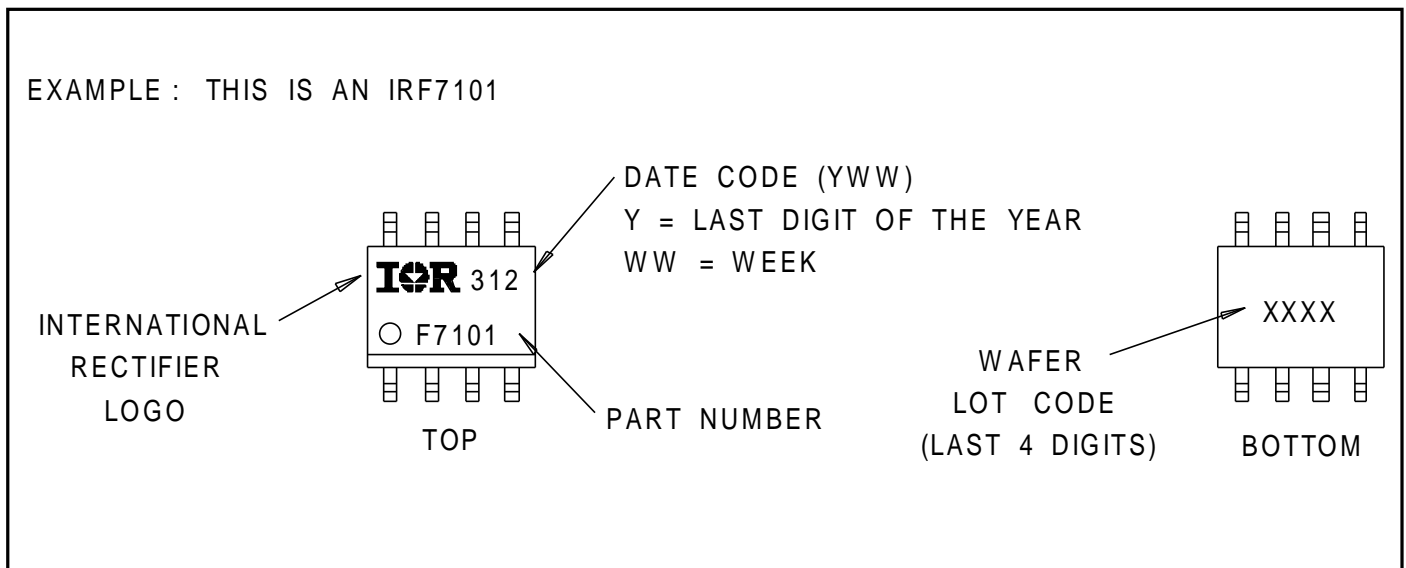 EXAMPLE : THIS IS AN IRF7101
DATE CODE (YWW)
Y = LAST DIGIT OF THE YEAR
WW = WEEK
IOR 312
F7101
INTERNATIONAL
RECTIFIER
LOGO
TOP
PART NUMBER
XXXX
WAFER
LOT CODE
(LAST 4 DIGITS)
BOTTOM